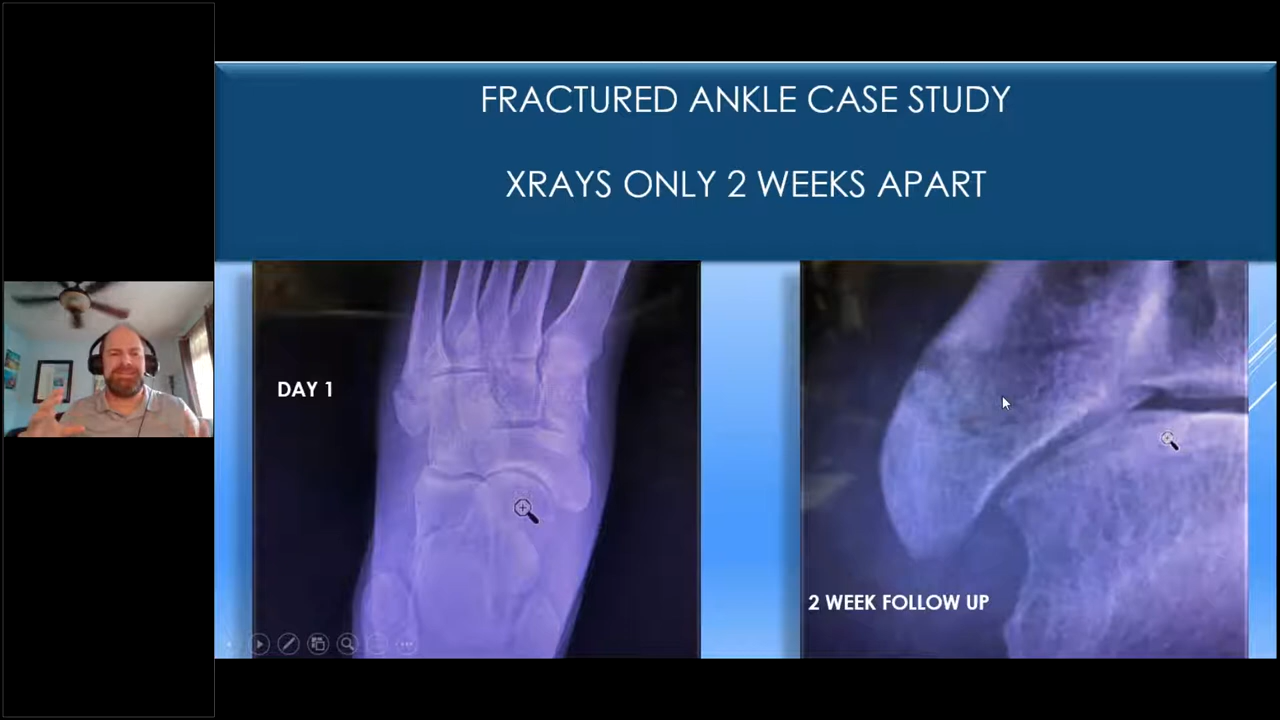 FRACTURED ANKLE CASE STUDY
XRAYS ONLY 2 WEEKS APART
DAY 1
2 WEEK FOLLOW UP